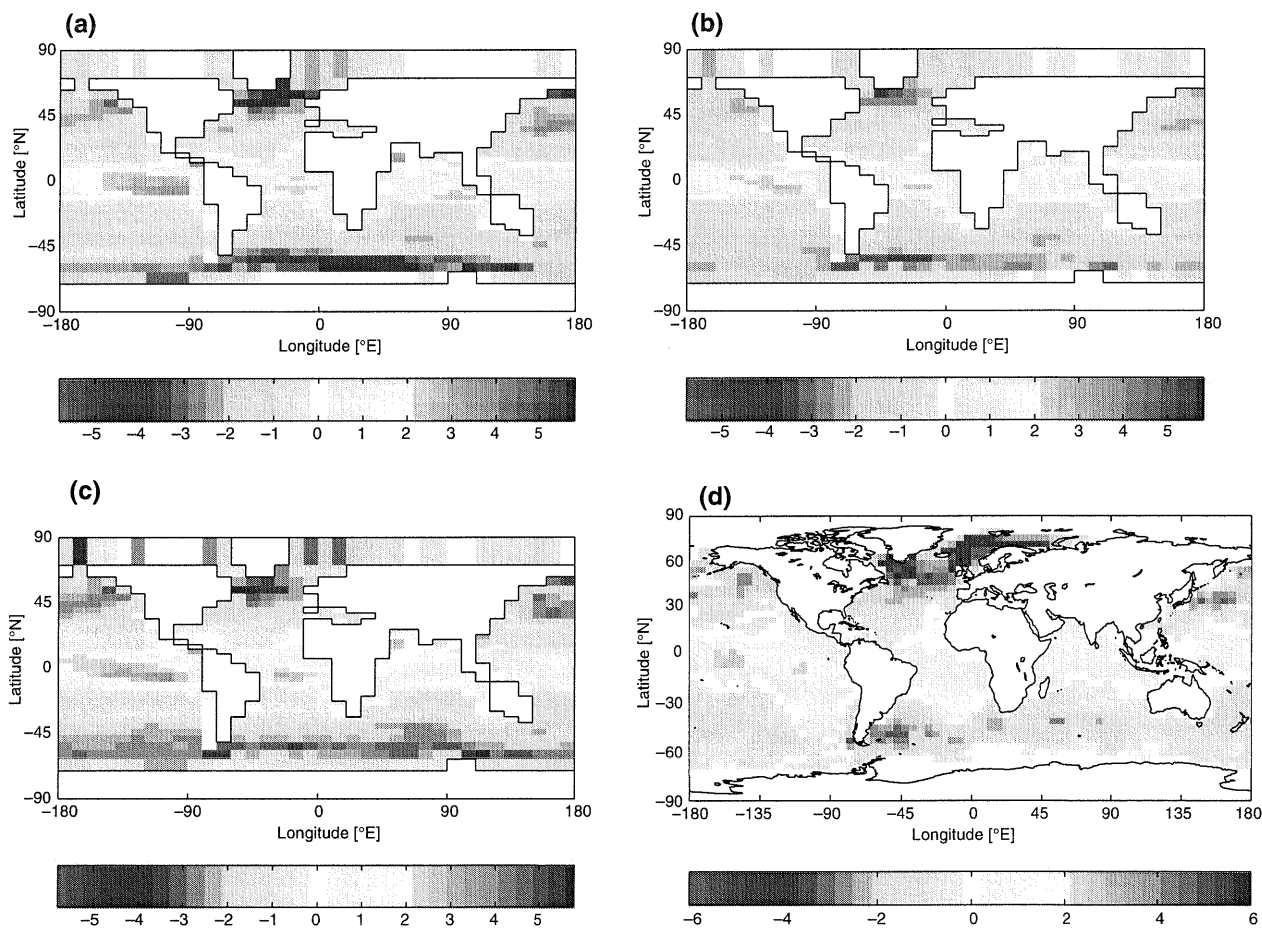 (a)
90
45
0
−45
−90
Latitude [°N]
−180 −90 0 90 180
Longitude [°E]
−5 −4 −3 −2 −1 0 1 2 3 4 5
(b)
90
45
0
−45
−90
Latitude [°N]
−180 −90 0 90 180
Longitude [°E]
−5 −4 −3 −2 −1 0 1 2 3 4 5
(c)
90
45
0
−45
−90
Latitude [°N]
−180 −90 0 90 180
Longitude [°E]
−5 −4 −3 −2 −1 0 1 2 3 4 5
(d)
90
60
30
0
−30
−60
−90
Latitude [°N]
−180 −135 −90 −45 0 45 90 135 180
Longitude [°E]
−6 −4 −2 0 2 4 6